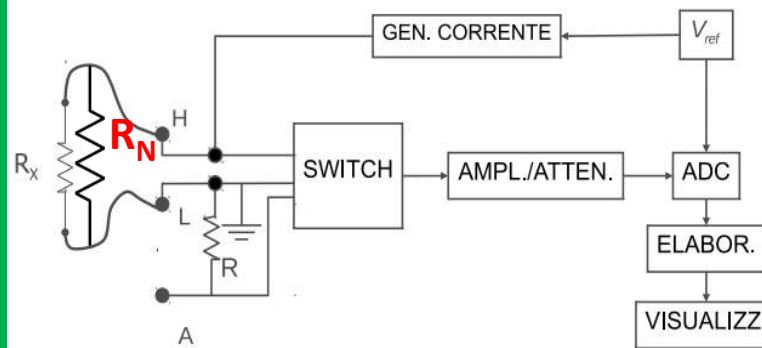 GEN. CORRENTE
V_ref
H
R_N
R_X
SWITCH
AMPL./ATTEN.
ADC
L
R
ELABOR.
A
VISUALIZZ